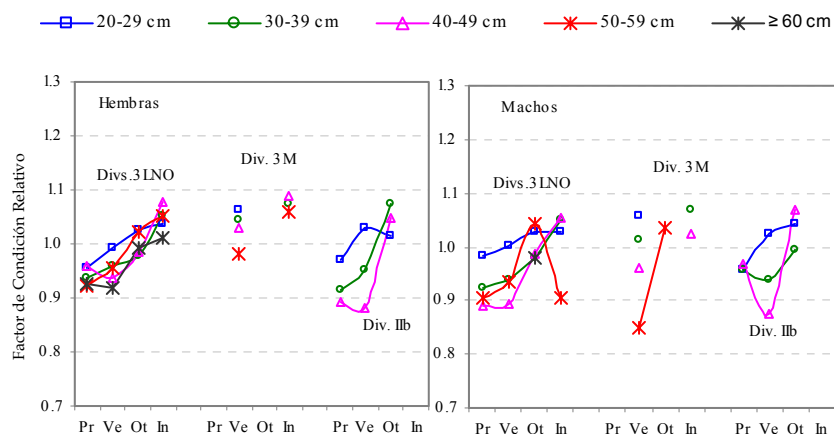 20-29 cm 30-39 cm 40-49 cm 50-59 cm ≥ 60 cm
Factor de Condición Relativo
1.3
1.2
1.1
1.0
0.9
0.8
0.7
Hembras
Divs.3LNO
Div. 3M
Div. IIb
Pr Ve Ot In Pr Ve Ot In Pr Ve Ot In
1.3
1.2
1.1
1.0
0.9
0.8
0.7
Machos
Divs.3LNO
Div. 3M
Div. IIb
Pr Ve Ot In Pr Ve Ot In Pr Ve Ot In